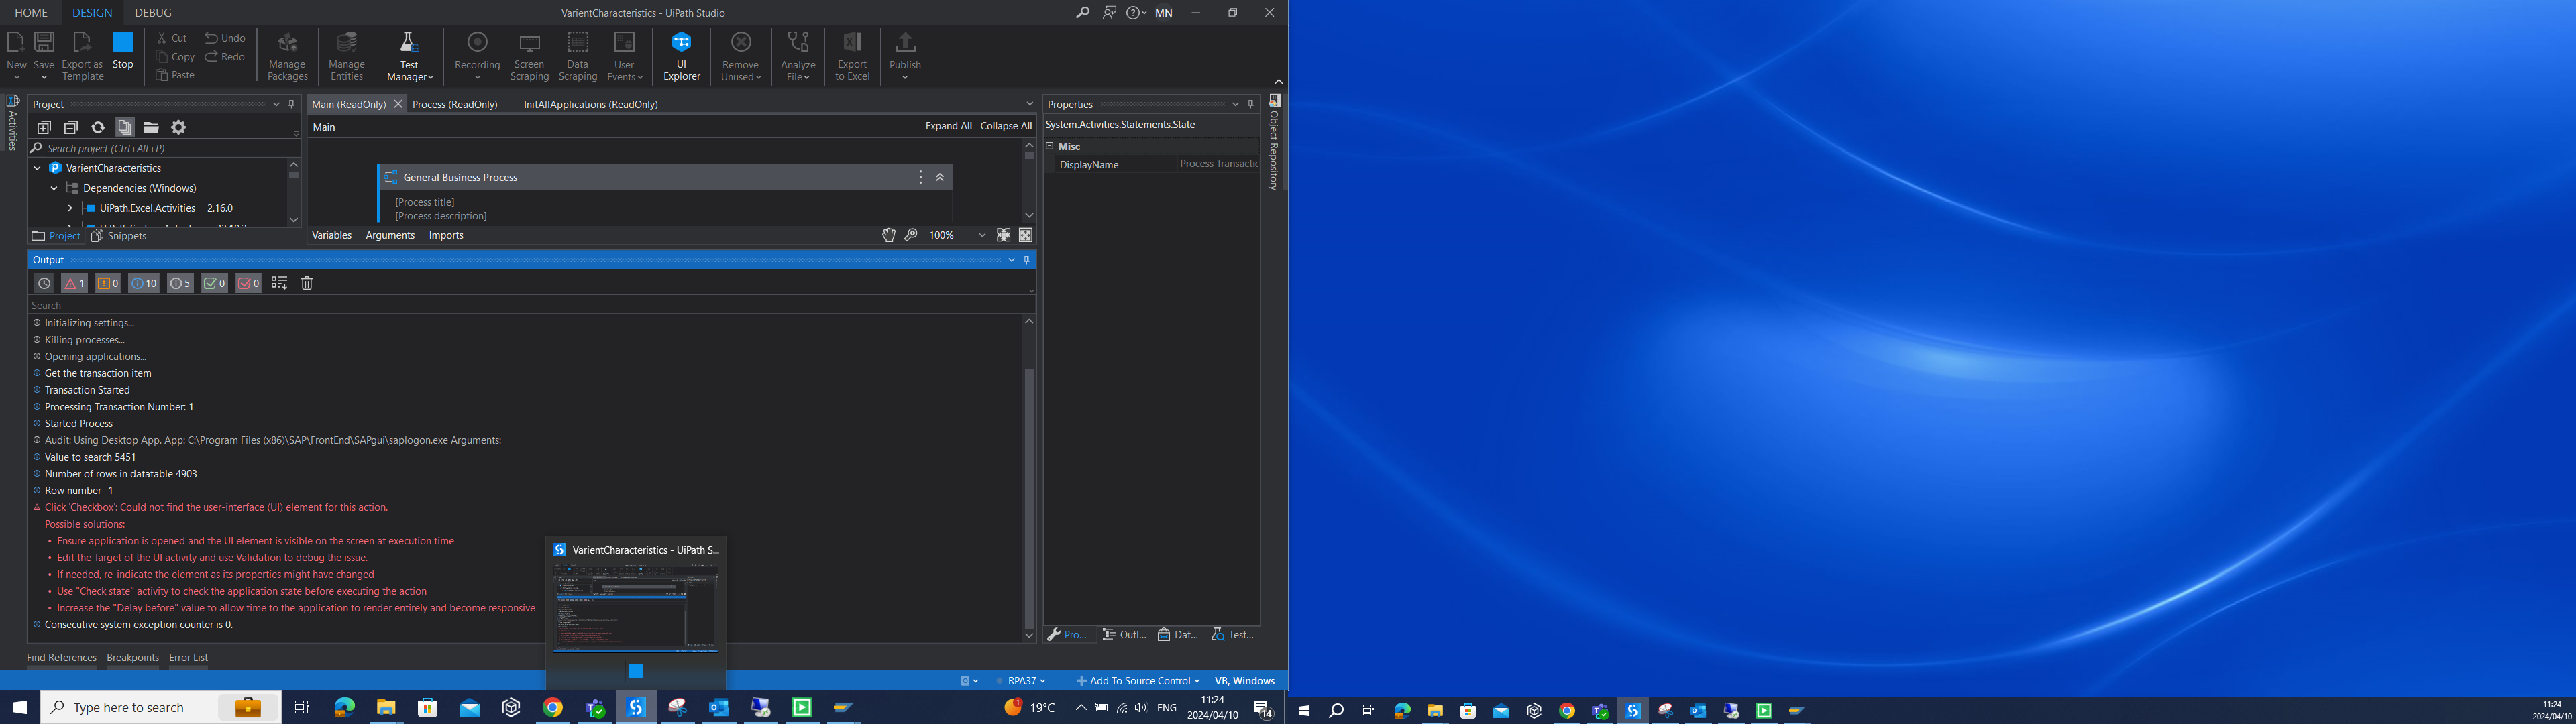 HOME DESIGN DEBUG
VarientCharacteristics - UiPath Studio
MN
New Save Export as Template Stop
Cut Copy Paste Undo Redo
Manage Packages
Manage Entities
Test Manager
Recording
Screen Scraping
Data Scraping
User Events
UI Explorer
Remove Unused
Analyze File
Export to Excel
Publish
Activities
Project
Search project (Ctrl+Alt+P)
VarientCharacteristics
Dependencies (Windows)
UiPath.Excel.Activities = 2.16.0
Project Snippets
Main (ReadOnly) Process (ReadOnly) InitAllApplications (ReadOnly)
Main Expand All Collapse All
General Business Process
[Process title]
[Process description]
Variables Arguments Imports 100%
Properties
System.Activities.Statements.State
Misc
DisplayName Process Transactic
Object Repository
Output
1 0 10 5 0 0
Search
Initializing settings...
Killing processes...
Opening applications...
Get the transaction item
Transaction Started
Processing Transaction Number: 1
Started Process
Audit: Using Desktop App. App: C:\Program Files (x86)\SAP\FrontEnd\SAPgui\saplogon.exe Arguments:
Value to search 5451
Number of rows in datatable 4903
Row number -1
Click 'Checkbox': Could not find the user-interface (UI) element for this action.
Possible solutions:
• Ensure application is opened and the UI element is visible on the screen at execution time
• Edit the Target of the UI activity and use Validation to debug the issue.
• If needed, re-indicate the element as its properties might have changed
• Use "Check state" activity to check the application state before executing the action
• Increase the "Delay before" value to allow time to the application to render entirely and become responsive
Consecutive system exception counter is 0.
VarientCharacteristics - UiPath S...
Pro... Outl... Dat... Test...
Find References Breakpoints Error List
RPA37 Add To Source Control VB, Windows
Type here to search
1 19°C ENG 11:24 2024/04/10 14
11:24
2024/04/10